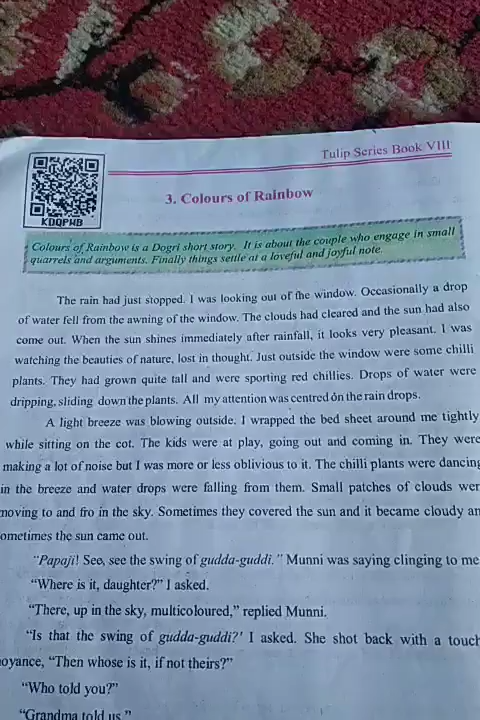 Tulip Series Book VIII
KDQPWB
3. Colours of Rainbow
Colours of Rainbow is a Dogri short story. It is about the couple who engage in small
quarrels and arguments. Finally things settle at a loveful and joyful note.
The rain had just stopped. I was looking out of the window. Occasionally a drop
of water fell from the awning of the window. The clouds had cleared and the sun had also
come out. When the sun shines immediately after rainfall, it looks very pleasant. I was
watching the beauties of nature, lost in thought. Just outside the window were some chilli
plants. They had grown quite tall and were sporting red chillies. Drops of water were
dripping, sliding down the plants. All my attention was centred on the rain drops.
A light breeze was blowing outside. I wrapped the bed sheet around me tightly
while sitting on the cot. The kids were at play, going out and coming in. They were
making a lot of noise but I was more or less oblivious to it. The chilli plants were dancing
in the breeze and water drops were falling from them. Small patches of clouds wer
moving to and fro in the sky. Sometimes they covered the sun and it became cloudy an
ometimes the sun came out.
"Papaji! See, see the swing of gudda-guddi." Munni was saying clinging to me
"Where is it, daughter?" I asked.
"There, up in the sky, multicoloured," replied Munni.
"Is that the swing of gudda-guddi?' I asked. She shot back with a touch
oyance, "Then whose is it, if not theirs?"
"Who told you?"
"Grandma told us."